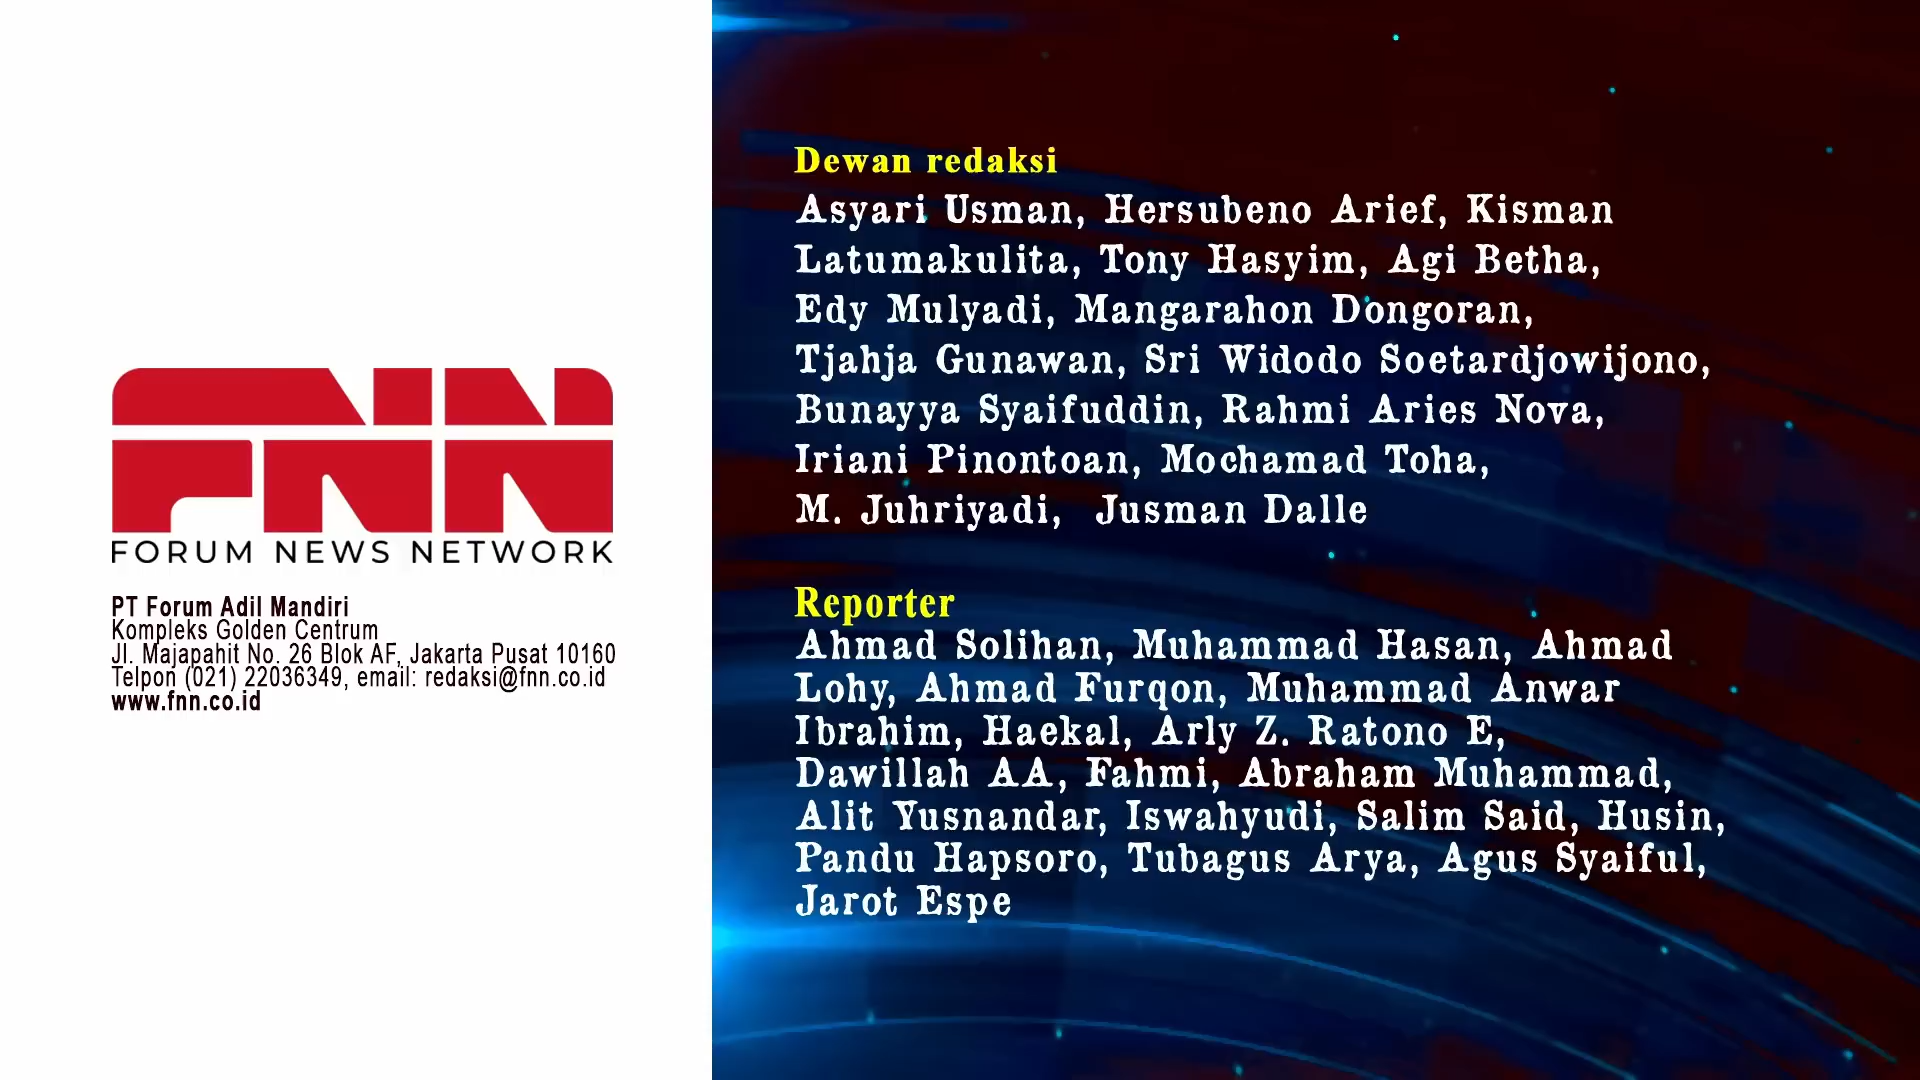 FNN
FORUM NEWS NETWORK
PT Forum Adil Mandiri
Kompleks Golden Centrum
Jl. Majapahit No. 26 Blok AF, Jakarta Pusat 10160
Telpon (021) 22036349, email: redaksi@fnn.co.id
www.fnn.co.id
Dewan redaksi
Asyari Usman, Hersubeno Arief, Kisman
Latumakulita, Tony Hasyim, Agi Betha,
Edy Mulyadi, Mangarahon Dongoran,
Tjahja Gunawan, Sri Widodo Soetardjowijono,
Bunayya Syaifuddin, Rahmi Aries Nova,
Iriani Pinontoan, Mochamad Toha,
M. Juhriyadi,  Jusman Dalle
Reporter
Ahmad Solihan, Muhammad Hasan, Ahmad
Lohy, Ahmad Furqon, Muhammad Anwar
Ibrahim, Haekal, Arly Z. Ratono E,
Dawillah AA, Fahmi, Abraham Muhammad,
Alit Yusnandar, Iswahyudi, Salim Said, Husin,
Pandu Hapsoro, Tubagus Arya, Agus Syaiful,
Jarot Espe